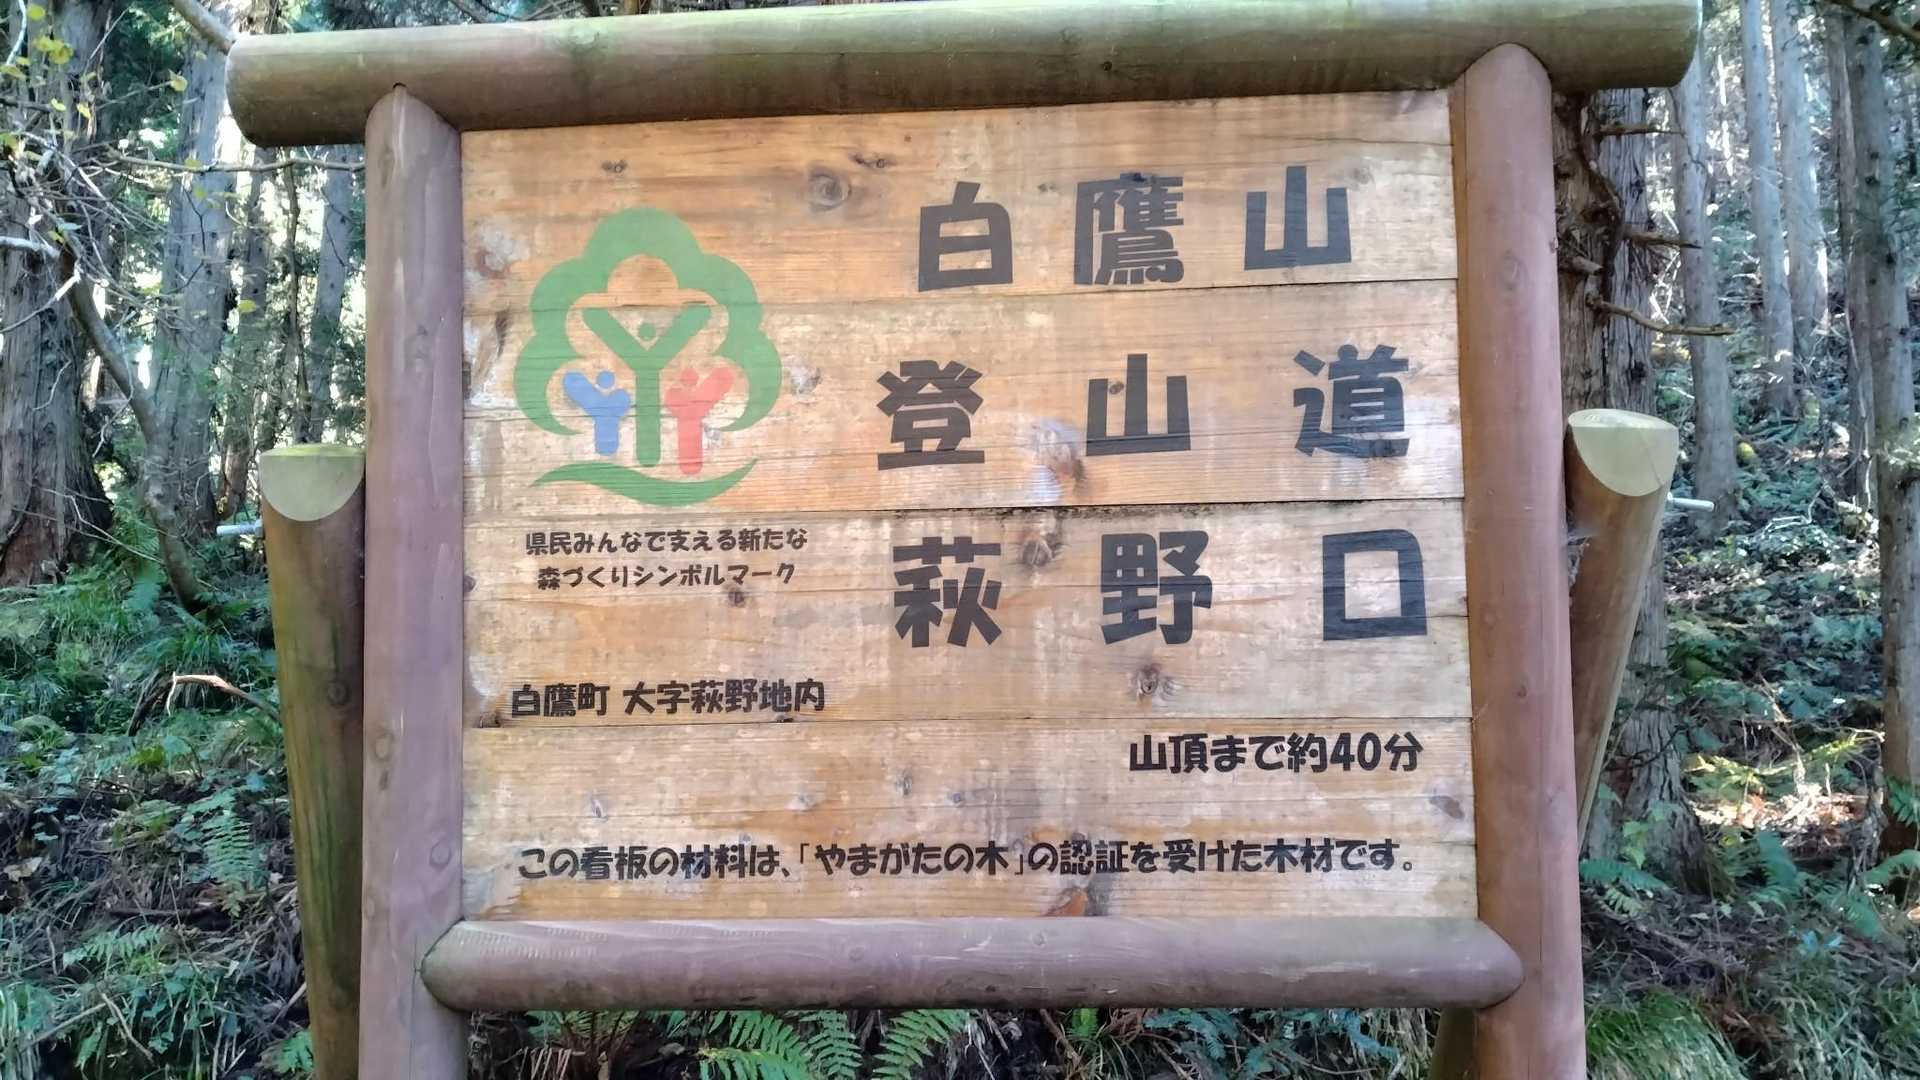 白鷹山
登山道
萩野口
県民みんなで支える新たな
森づくりシンボルマーク
白鷹町 大字萩野地内
山頂まで約40分
この看板の材料は、「やまがたの木」の認証を受けた木材です。